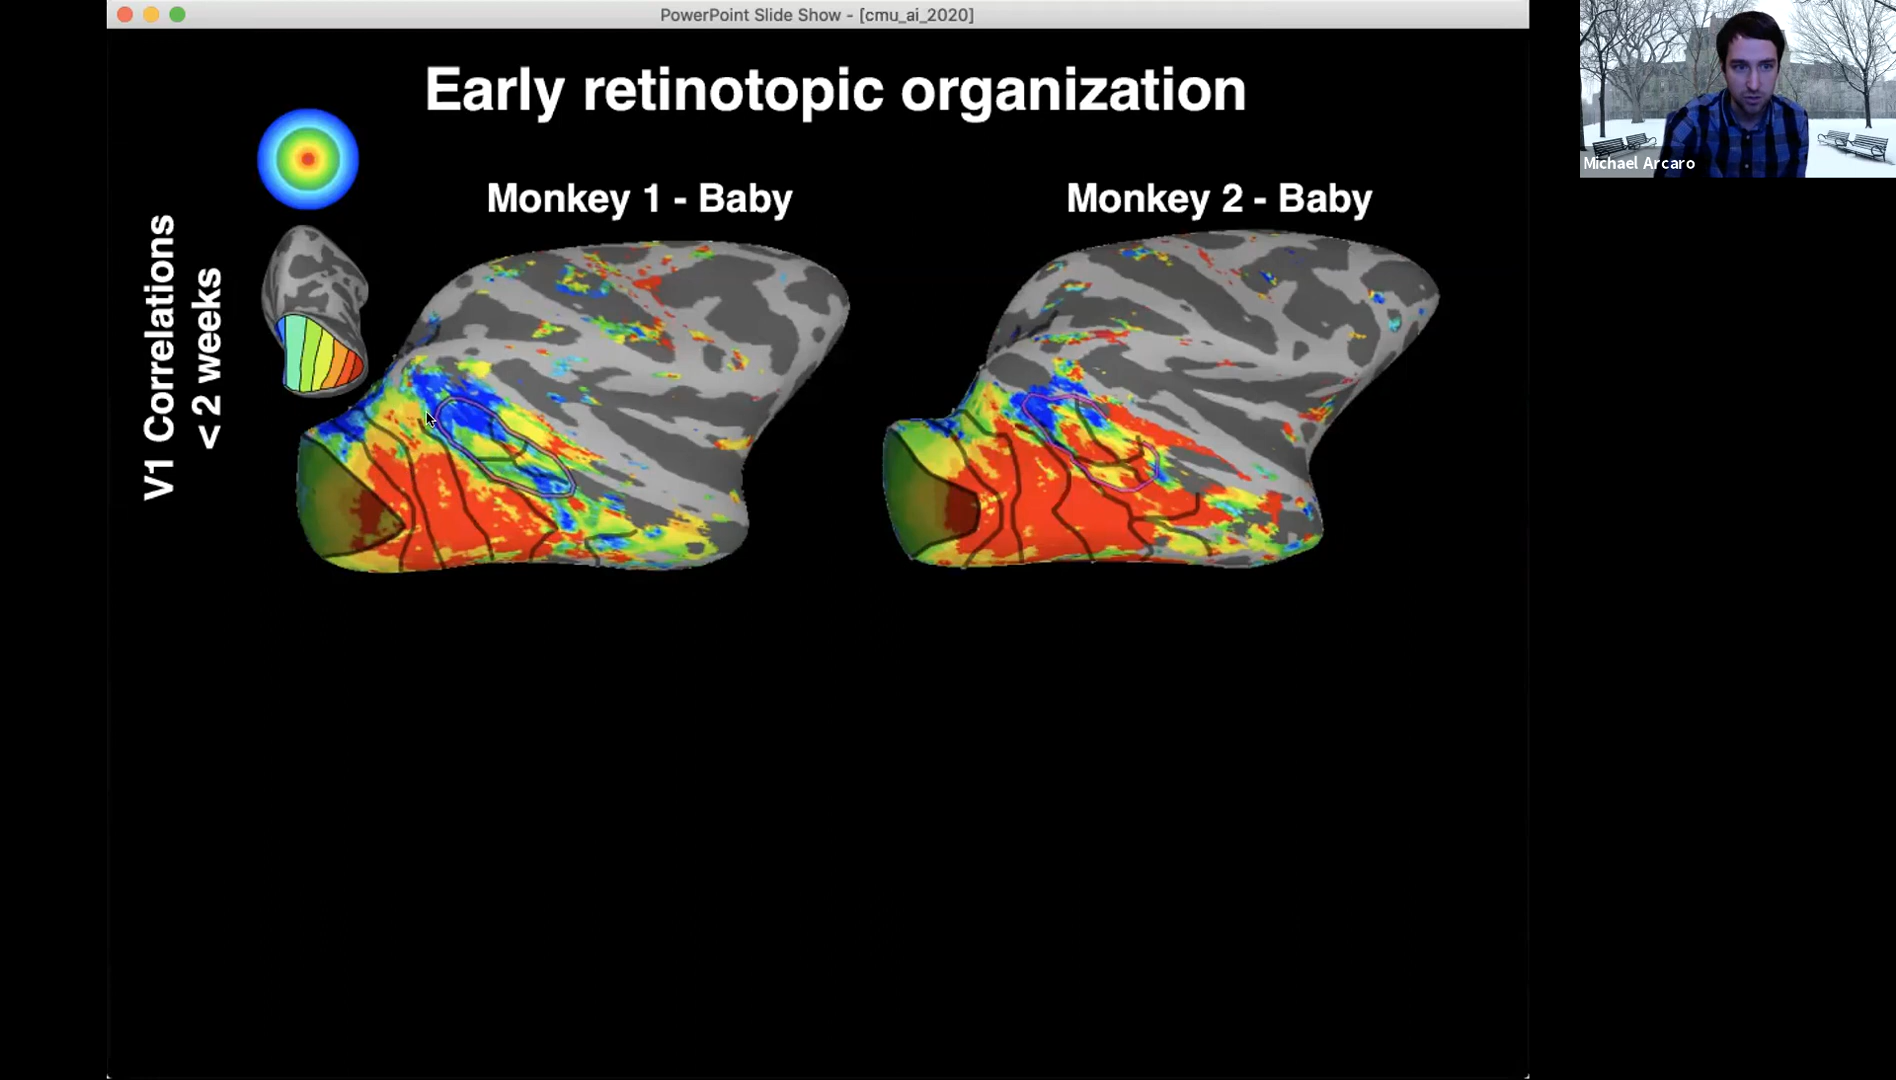 PowerPoint Slide Show - [cmu_ai_2020]
Early retinotopic organization
Monkey 1 - Baby
Monkey 2 - Baby
V1 Correlations
< 2 weeks
Michael Arcaro